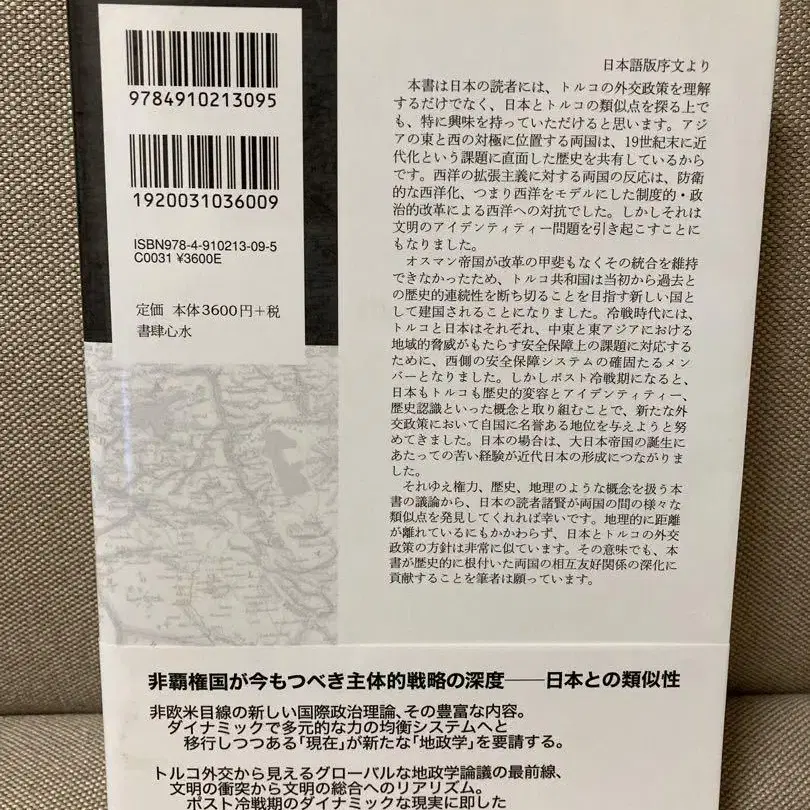 9784910213095
1920031036009
ISBN978-4-910213-09-5
C0031 ¥3600E
定価 本体3600円＋税
書肆心水
日本語版序文より
本書は日本の読者には、トルコの外交政策を理解
するだけでなく、日本とトルコの類似点を探る上で
も、特に興味を持っていただけると思います。アジ
アの東と西の対極に位置する両国は、19世紀末に近
代化という課題に直面した歴史を共有しているから
です。西洋の拡張主義に対する両国の反応は、防衛
的な西洋化、つまり西洋をモデルにした制度的・政
治的改革による西洋への対抗でした。しかしそれは
文明のアイデンティティー問題を引き起こすことに
もなりました。
オスマン帝国が改革の甲斐もなくその統合を維持
できなかったため、トルコ共和国は当初から過去と
の歴史的連続性を断ち切ることを目指す新しい国と
して建国されることになりました。冷戦時代には、
トルコと日本はそれぞれ、中東と東アジアにおける
地域的脅威がもたらす安全保障上の課題に対応する
ために、西側の安全保障システムの確固たるメン
バーとなりました。しかしポスト冷戦期になると、
日本もトルコも歴史的変容とアイデンティティー、
歴史認識といった概念と取り組むことで、新たな外
交政策において自国に名誉ある地位を与えようと努
めてきました。日本の場合は、大日本帝国の誕生に
あたっての苦い経験が近代日本の形成につながりま
した。
それゆえ権力、歴史、地理のような概念を扱う本
書の議論から、日本の読者諸賢が両国の間の様々な
類似点を発見してくれれば幸いです。地理的に距離
が離れているにもかかわらず、日本とトルコの外交
政策の方針は非常に似ています。その意味でも、本
書が歴史的に根付いた両国の相互友好関係の深化に
貢献することを筆者は願っています。
非覇権国が今もつべき主体的戦略の深度――日本との類似性
非欧米目線の新しい国際政治理論、その豊富な内容。
ダイナミックで多元的な力の均衡システムへと
移行しつつある「現在」が新たな「地政学」を要請する。
トルコ外交から見えるグローバルな地政学論議の最前線、
文明の衝突から文明の総合へのリアリズム。
ポスト冷戦期のダイナミックな現実に即した